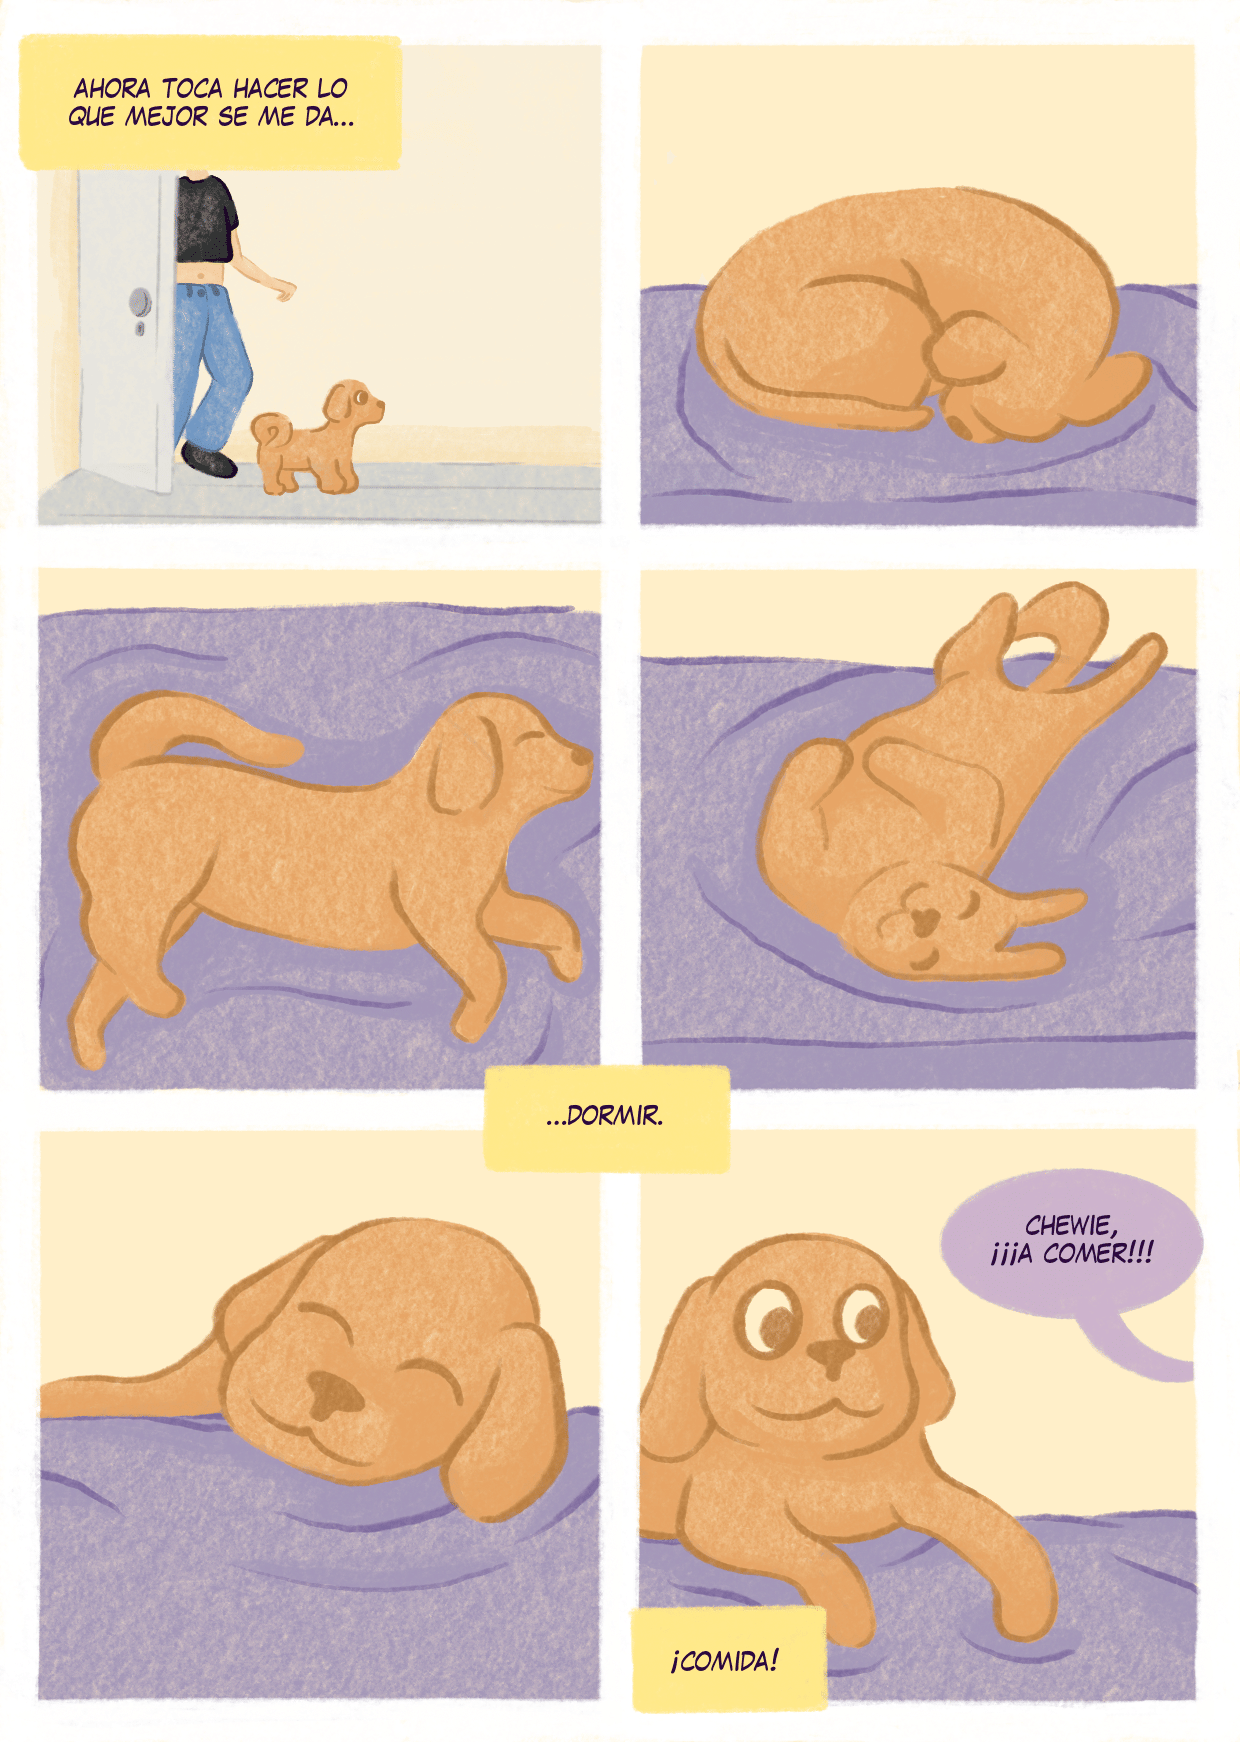 AHORA TOCA HACER LO
QUE MEJOR SE ME DA...
...DORMIR.
CHEWIE,
¡¡¡A COMER!!!
¡COMIDA!